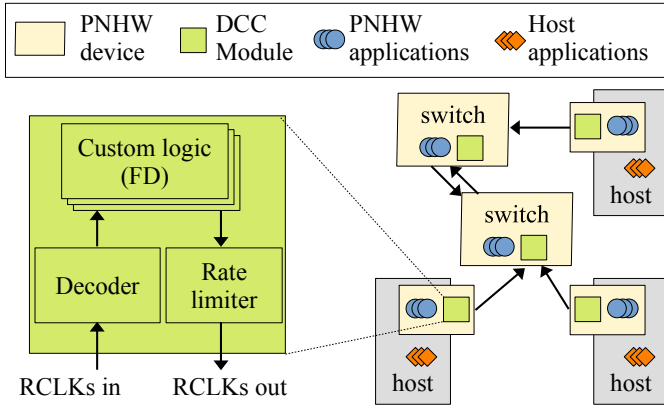 PNHW device
DCC Module
PNHW applications
Host applications
Custom logic
(FD)
Decoder
Rate
limiter
RCLKs in
RCLKs out
switch
switch
host
host
host